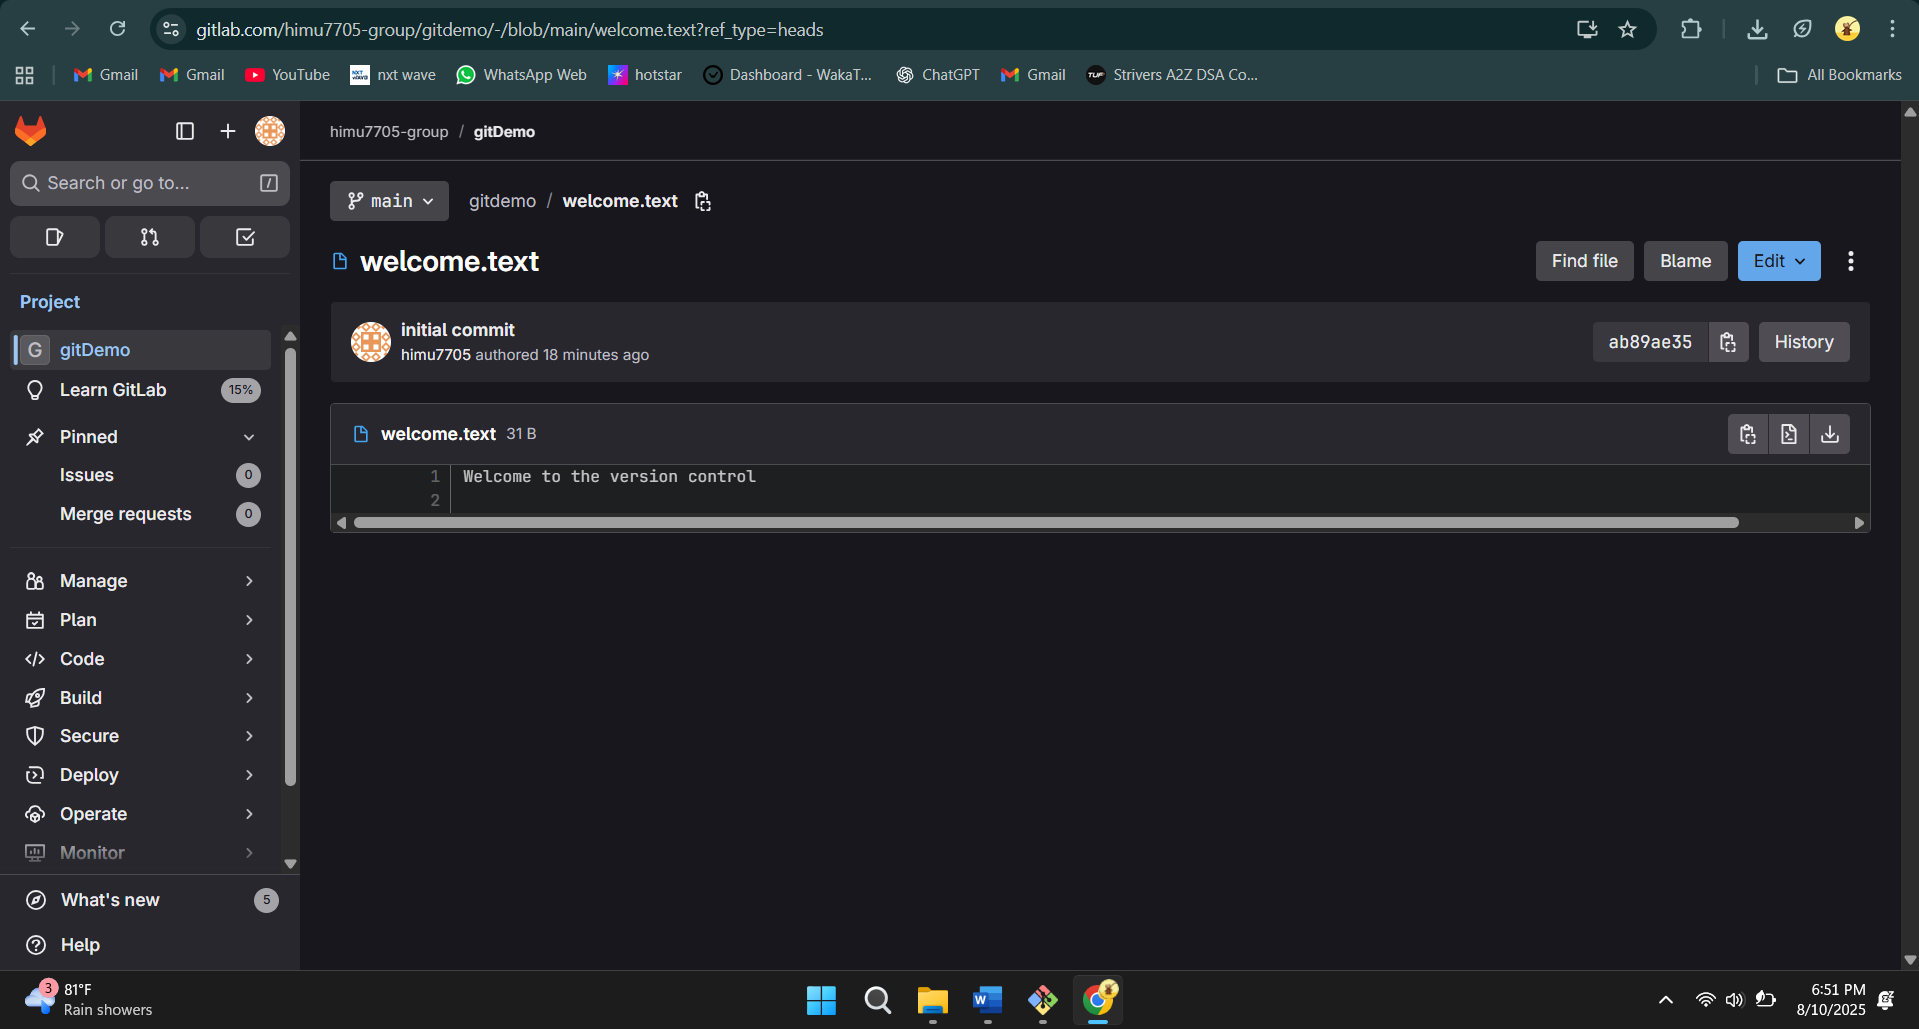 gitlab.com/himu7705-group/gitdemo/-/blob/main/welcome.text?ref_type=heads
Gmail
Gmail
YouTube
NXT WAVE
nxt wave
WhatsApp Web
hotstar
Dashboard - WakaT...
ChatGPT
Gmail
TUF
Strivers A2Z DSA Co...
All Bookmarks
himu7705-group / gitDemo
Search or go to...
/
main
gitdemo / welcome.text
welcome.text
Find file
Blame
Edit
Project
initial commit
himu7705 authored 18 minutes ago
ab89ae35
History
G
gitDemo
Learn GitLab
15%
Pinned
Issues
0
Merge requests
0
welcome.text 31 B
1
Welcome to the version control
2
Manage
Plan
Code
Build
Secure
Deploy
Operate
Monitor
What's new
5
Help
3
81°F
Rain showers
W
6:51 PM
8/10/2025